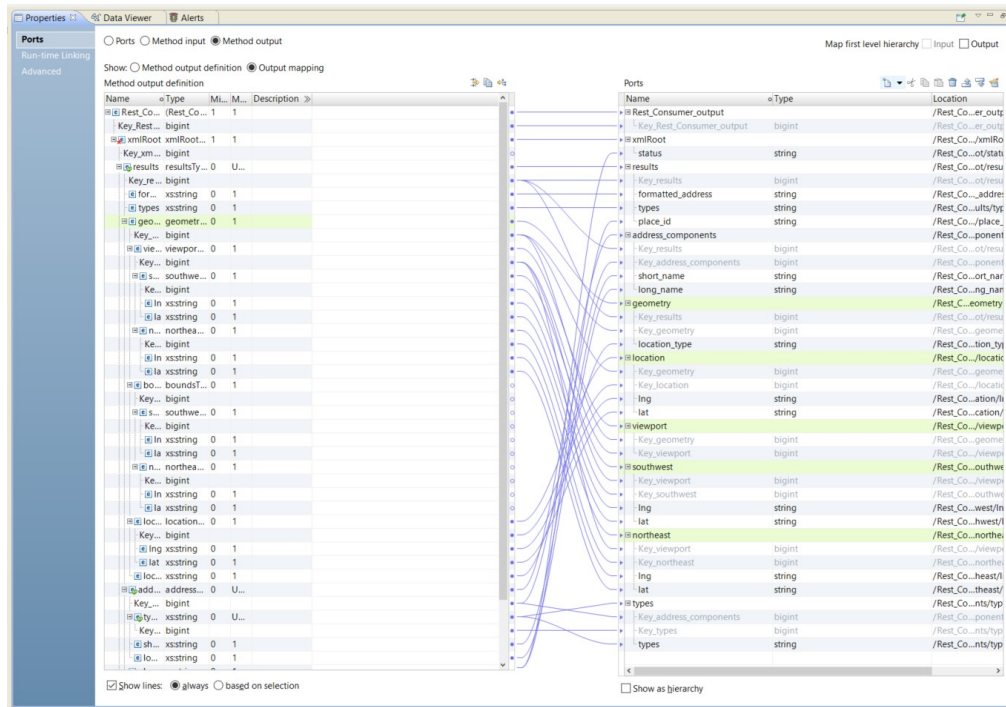 Properties Data Viewer Alerts
Ports
Run-time Linking
Advanced
Ports Method input Method output
Map first level hierarchy Input Output
Show: Method output definition Output mapping
Method output definition
Name Type Mi... M... Description »
Rest_Co... (Rest_Co... 1 1
Key_Rest... bigint
xmlRoot xmlRoot... 1 1
Key_xm... bigint
results resultsTy... 0 U...
Key_re... bigint
for... xs:string 0 1
types xs:string 0 1
geo... geometr... 0 1
Key_... bigint
vie... viewpor... 0 1
Key... bigint
s... southwe... 0 1
Ke... bigint
ln xs:string 0 1
la xs:string 0 1
n... northea... 0 1
Ke... bigint
ln xs:string 0 1
la xs:string 0 1
bo... boundsT... 0 1
Key... bigint
s... southwe... 0 1
Ke... bigint
ln xs:string 0 1
la xs:string 0 1
n... northea... 0 1
Ke... bigint
ln xs:string 0 1
la xs:string 0 1
loc... location... 0 1
Key... bigint
lng xs:string 0 1
lat xs:string 0 1
loc... xs:string 0 1
add... address... 0 U...
Key_... bigint
ty... xs:string 0 U...
Key... bigint
sh... xs:string 0 1
lo... xs:string 0 1
Show lines: always based on selection
Ports
Name Type Location
Rest_Consumer_output /Rest_Co...er_outp
Key_Rest_Consumer_output bigint /Rest_Co...er_outp
xmlRoot /Rest_Co.../xmlRo
status string /Rest_Co...ot/statu
results /Rest_Co...ot/resu
Key_results bigint /Rest_Co...ot/resu
formatted_address string /Rest_Co..._addres
types string /Rest_Co...ults/typ
place_id string /Rest_Co.../place_
address_components /Rest_Co...ponent
Key_results bigint /Rest_Co...ot/resu
Key_address_components bigint /Rest_Co...ponent
short_name string /Rest_Co...ort_nar
long_name string /Rest_Co...ng_nan
geometry /Rest_C...eometry
Key_results bigint /Rest_Co...ot/resu
Key_geometry bigint /Rest_Co...geome
location_type string /Rest_Co...tion_typ
location /Rest_Co.../locatic
Key_geometry bigint /Rest_Co...geome
Key_location bigint /Rest_Co.../locatic
lng string /Rest_Co...ation/ln
lat string /Rest_Co...cation/
viewport /Rest_Co.../viewp
Key_geometry bigint /Rest_Co...geome
Key_viewport bigint /Rest_Co.../viewp
southwest /Rest_Co...outhwe
Key_viewport bigint /Rest_Co.../viewp
Key_southwest bigint /Rest_Co...outhwe
lng string /Rest_Co...west/ln
lat string /Rest_Co...hwest/l
northeast /Rest_Co...northe
Key_viewport bigint /Rest_Co.../viewp
Key_northeast bigint /Rest_Co...northe
lng string /Rest_Co...heast/l
lat string /Rest_Co...theast/
types /Rest_Co...nts/typ
Key_address_components bigint /Rest_Co...ponent
Key_types bigint /Rest_Co...nts/typ
types string /Rest_Co...nts/typ
Show as hierarchy